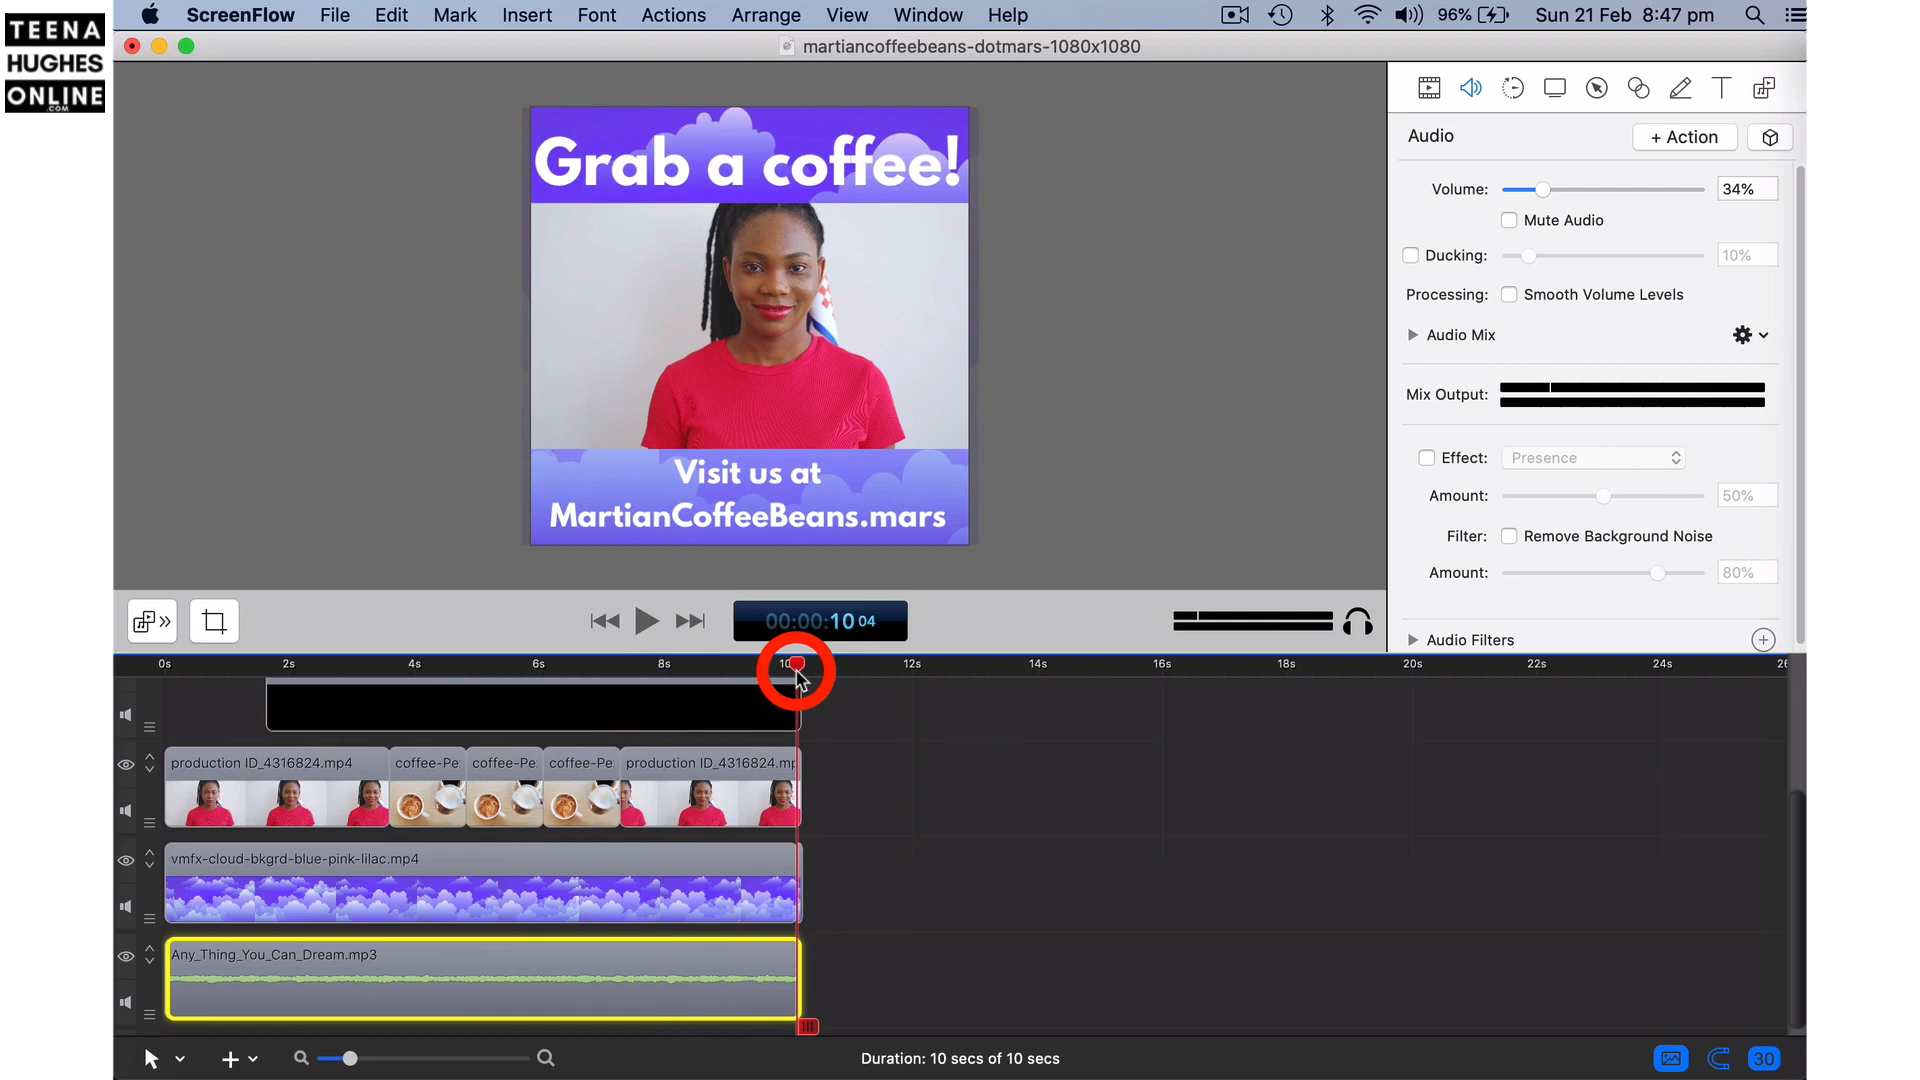 TEENA
HUGHES
ONLINE
.COM
ScreenFlow File Edit Mark Insert Font Actions Arrange View Window Help 96% Sun 21 Feb 8:47 pm
martiancoffeebeans-dotmars-1080x1080
Grab a coffee!
Visit us at
MartianCoffeeBeans.mars
Audio + Action
Volume: 34%
Mute Audio
Ducking: 10%
Processing: Smooth Volume Levels
Audio Mix
Mix Output:
Effect: Presence
Amount: 50%
Filter: Remove Background Noise
Amount: 80%
Audio Filters
00:00:10 04
0s 2s 4s 6s 8s 12s 14s 16s 18s 20s 22s 24s
production ID_4316824.mp4 coffee-Pe coffee-Pe coffee-Pe production ID_4316824.mp
vmfx-cloud-bkgrd-blue-pink-lilac.mp4
Any_Thing_You_Can_Dream.mp3
Duration: 10 secs of 10 secs 30